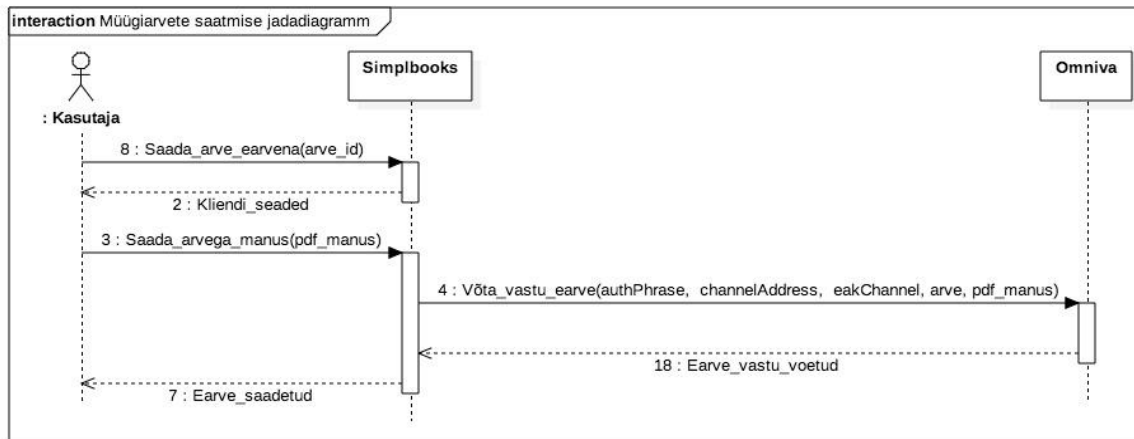 interaction Müügiarvete saatmise jadadiagramm
Simplbooks
Omniva
: Kasutaja
8 : Saada_arve_earvena(arve_id)
2 : Kliendi_seaded
3 : Saada_arvega_manus(pdf_manus)
4 : Võta_vastu_earve(authPhrase, channelAddress, eakChannel, arve, pdf_manus)
18 : Earve_vastu_voetud
7 : Earve_saadetud